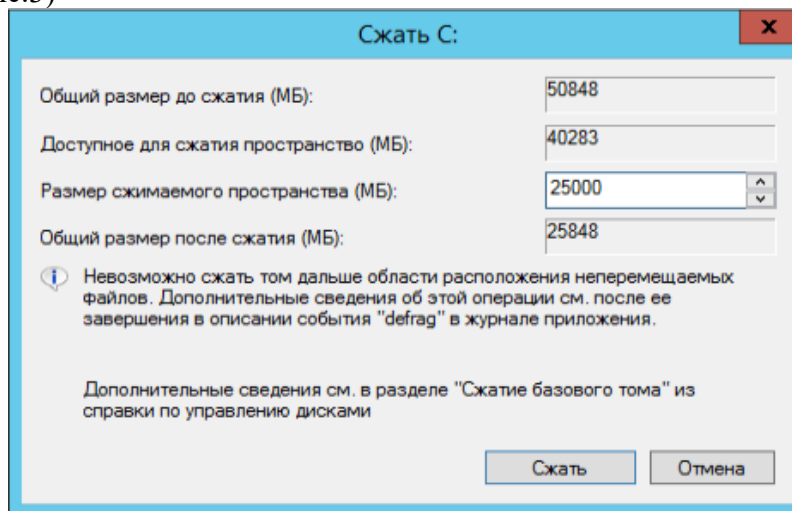 Сжать C:
x
Общий размер до сжатия (МБ): 50848
Доступное для сжатия пространство (МБ): 40283
Размер сжимаемого пространства (МБ): 25000
Общий размер после сжатия (МБ): 25848
Невозможно сжать том дальше области расположения неперемещаемых
файлов. Дополнительные сведения об этой операции см. после ее
завершения в описании события "defrag" в журнале приложения.
Дополнительные сведения см. в разделе "Сжатие базового тома" из
справки по управлению дисками
Сжать Отмена